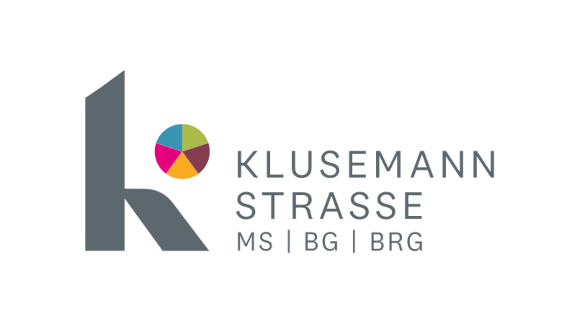 KLUSEMANN
STRASSE
MS | BG | BRG